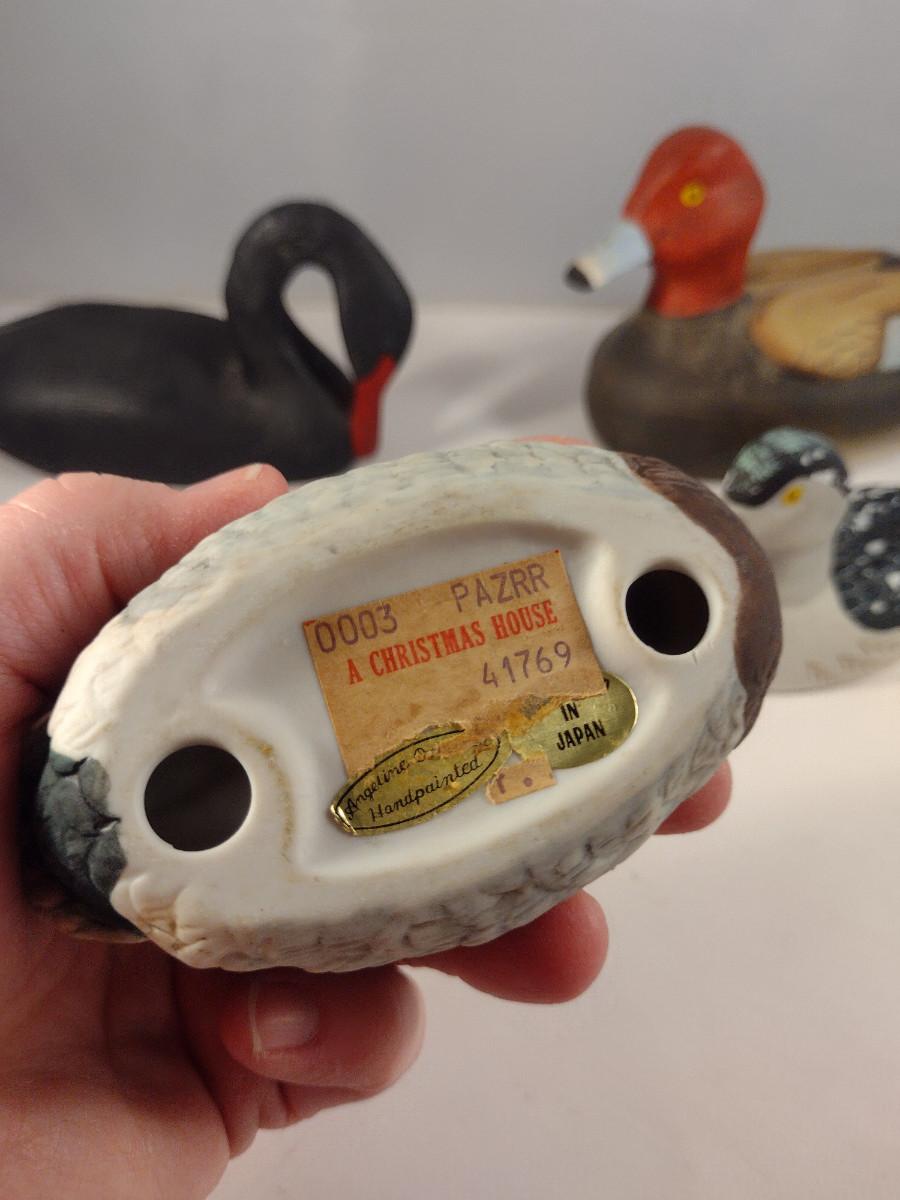 0003 PAZRR
A CHRISTMAS HOUSE
41769
Angeline
Handpainted
IN
JAPAN